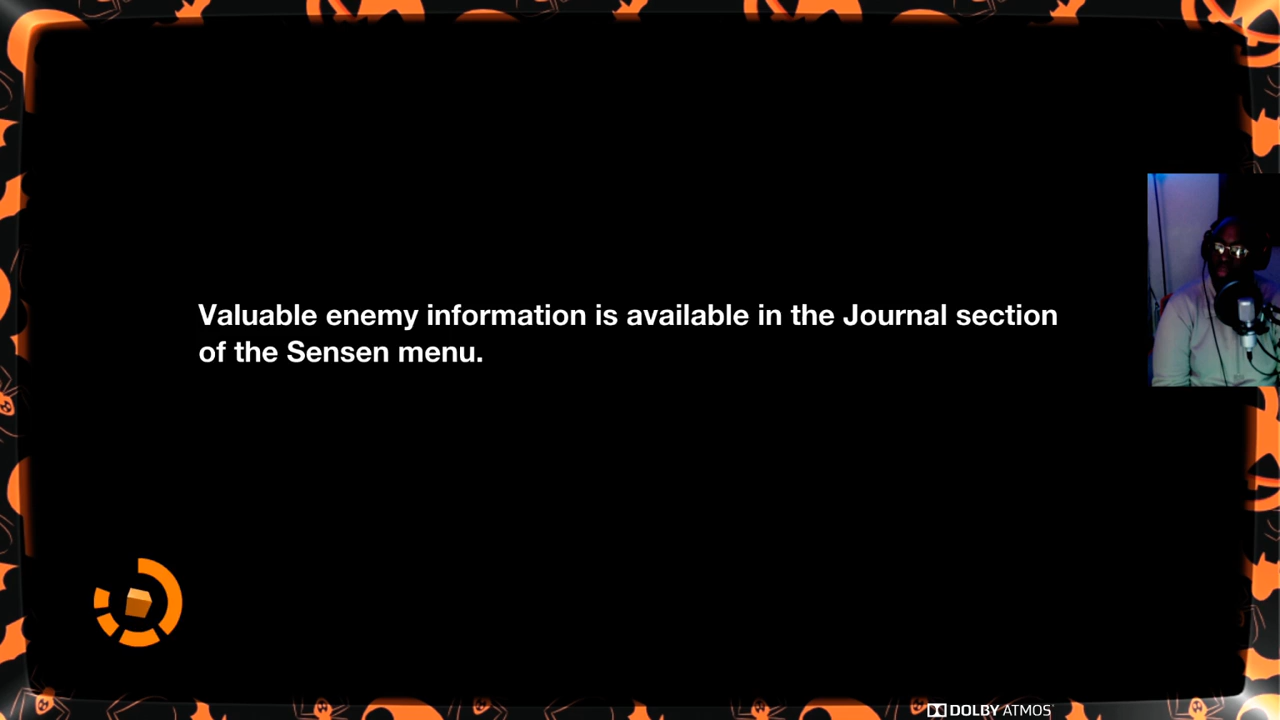 Valuable enemy information is available in the Journal section
of the Sensen menu.
DOLBY ATMOS